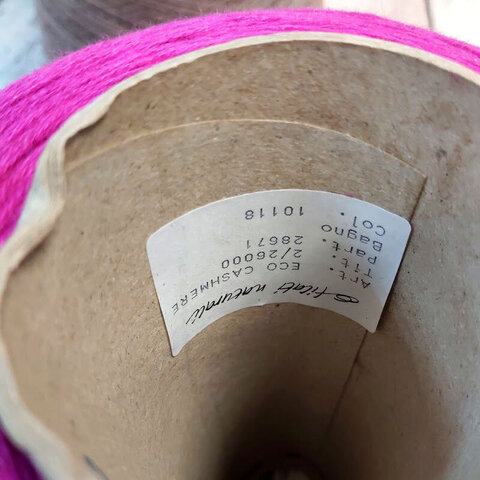 filati naturali
Art. ECO CASHMERE
Tit. 2/26000
Part. 28671
Bagno
Col. 10118